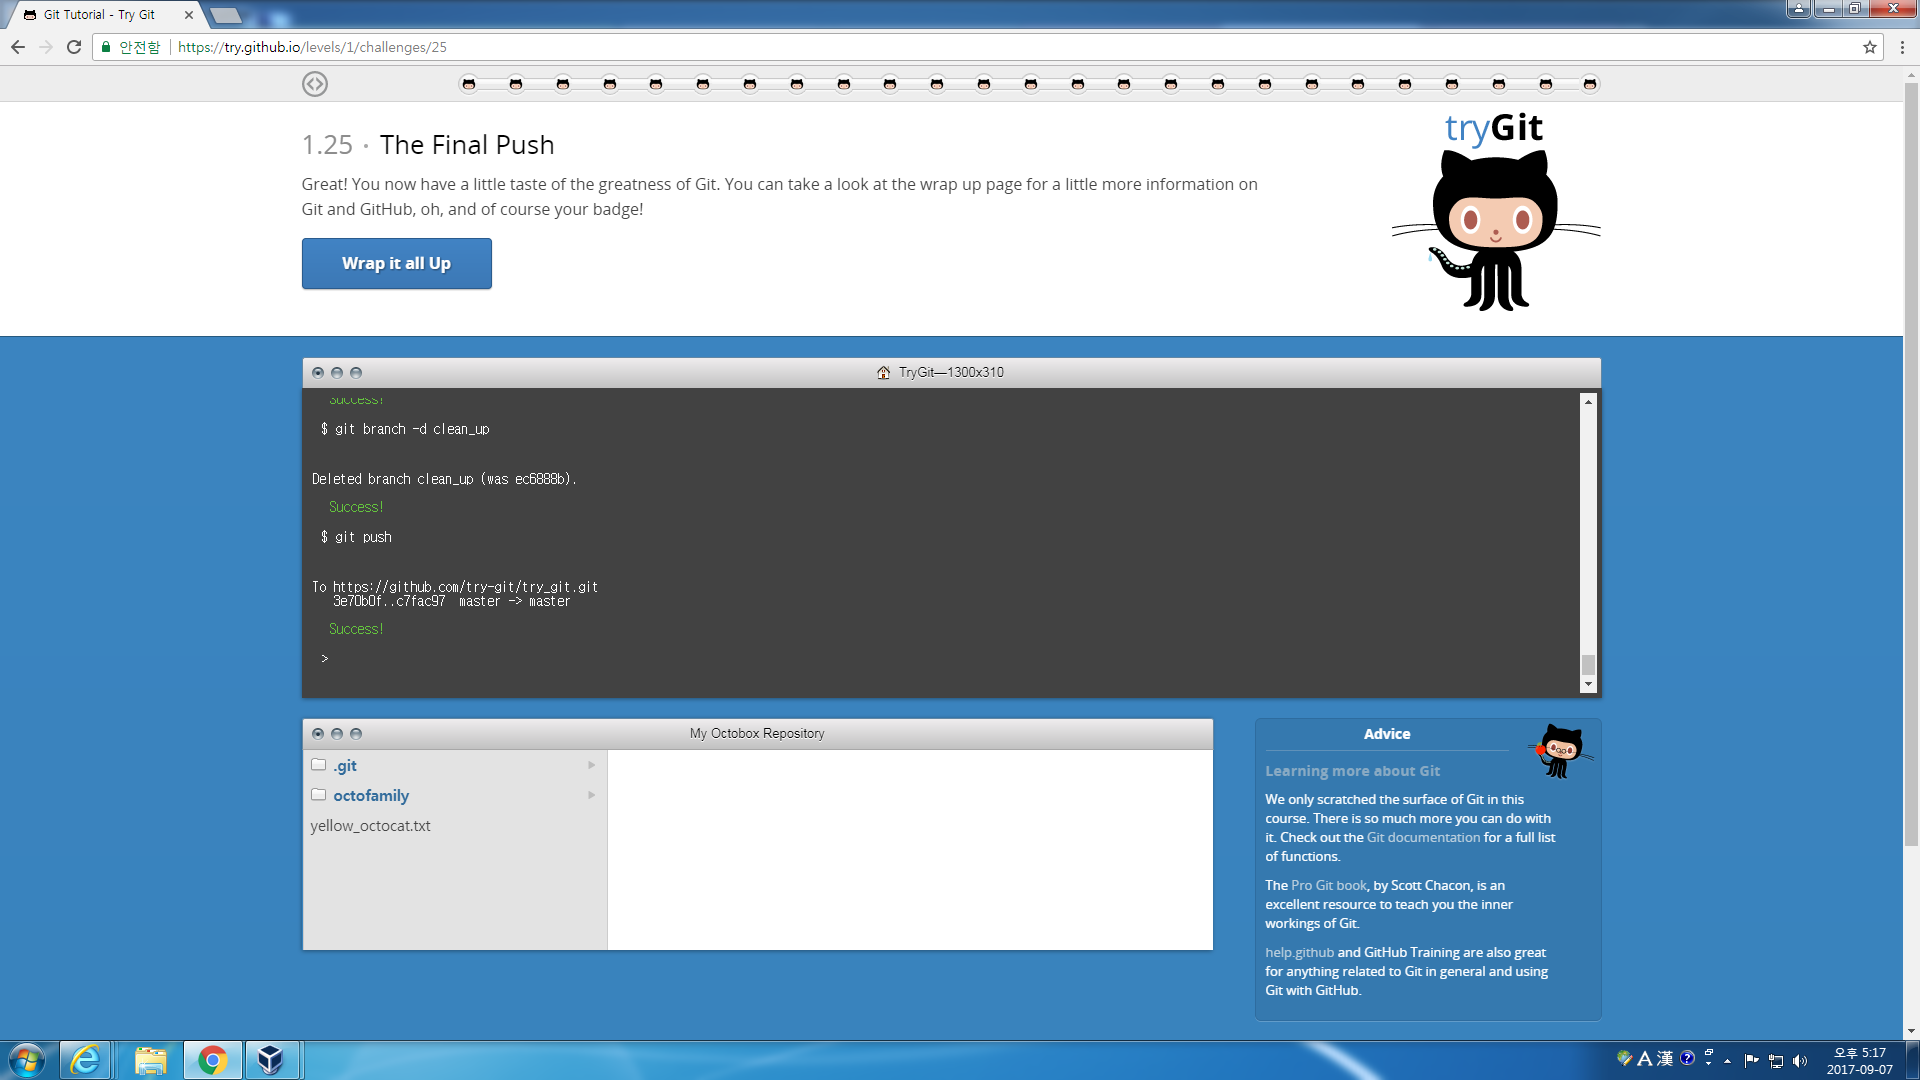 Git Tutorial - Try Git
안전함 https://try.github.io/levels/1/challenges/25
tryGit
1.25 · The Final Push
Great! You now have a little taste of the greatness of Git. You can take a look at the wrap up page for a little more information on
Git and GitHub, oh, and of course your badge!
Wrap it all Up
TryGit—1300x310
Success!
$ git branch -d clean_up
Deleted branch clean_up (was ec6888b).
Success!
$ git push
To https://github.com/try-git/try_git.git
3e70b0f..c7fac97 master -> master
Success!
>
My Octobox Repository
.git
octofamily
yellow_octocat.txt
Advice
Learning more about Git
We only scratched the surface of Git in this
course. There is so much more you can do with
it. Check out the Git documentation for a full list
of functions.
The Pro Git book, by Scott Chacon, is an
excellent resource to teach you the inner
workings of Git.
help.github and GitHub Training are also great
for anything related to Git in general and using
Git with GitHub.
A 漢
오후 5:17
2017-09-07